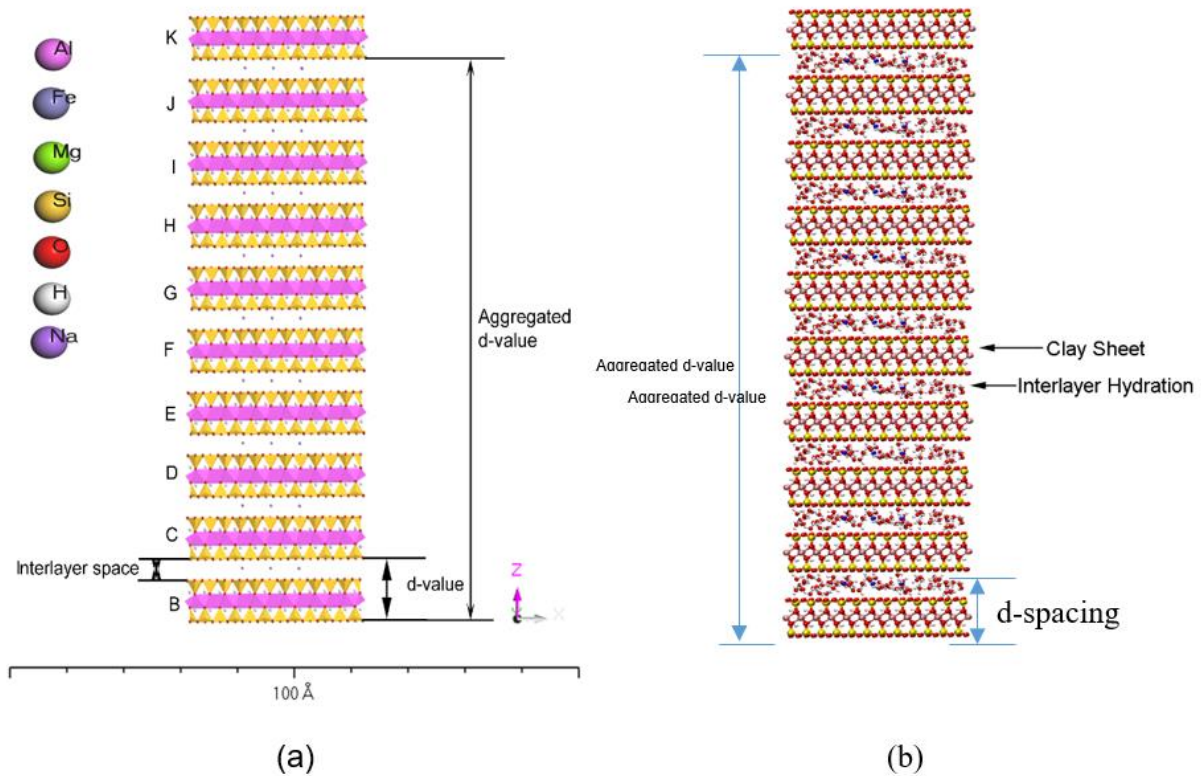 Al
Fe
Mg
Si
O
H
Na
K
J
I
H
G
F
E
D
C
B
Aggregated
d-value
Interlayer space
d-value
Z
X
100 Å
(a)
Aggregated d-value
Aggregated d-value
Clay Sheet
Interlayer Hydration
d-spacing
(b)